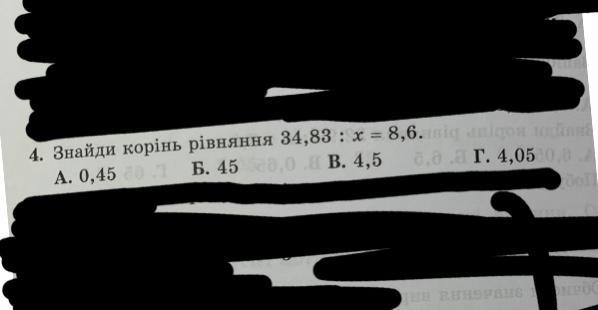 4. Знайди корінь рівняння 34,83 : x = 8,6.
А. 0,45 Б. 45 В. 4,5 Г. 4,05